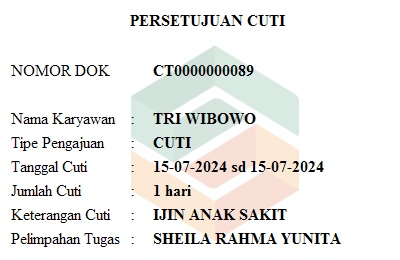 PERSETUJUAN CUTI
NOMOR DOK CT0000000089
Nama Karyawan : TRI WIBOWO
Tipe Pengajuan : CUTI
Tanggal Cuti : 15-07-2024 sd 15-07-2024
Jumlah Cuti : 1 hari
Keterangan Cuti : IJIN ANAK SAKIT
Pelimpahan Tugas : SHEILA RAHMA YUNITA